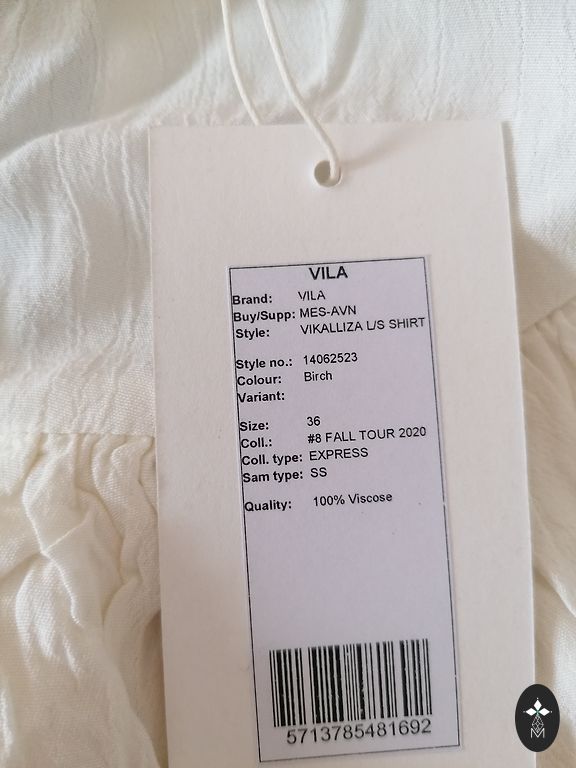 VILA
Brand: VILA
Buy/Supp: MES-AVN
Style: VIKALLIZA L/S SHIRT
Style no.: 14062523
Colour: Birch
Variant:
Size: 36
Coll.: #8 FALL TOUR 2020
Coll. type: EXPRESS
Sam type: SS
Quality: 100% Viscose
5713785481692
M